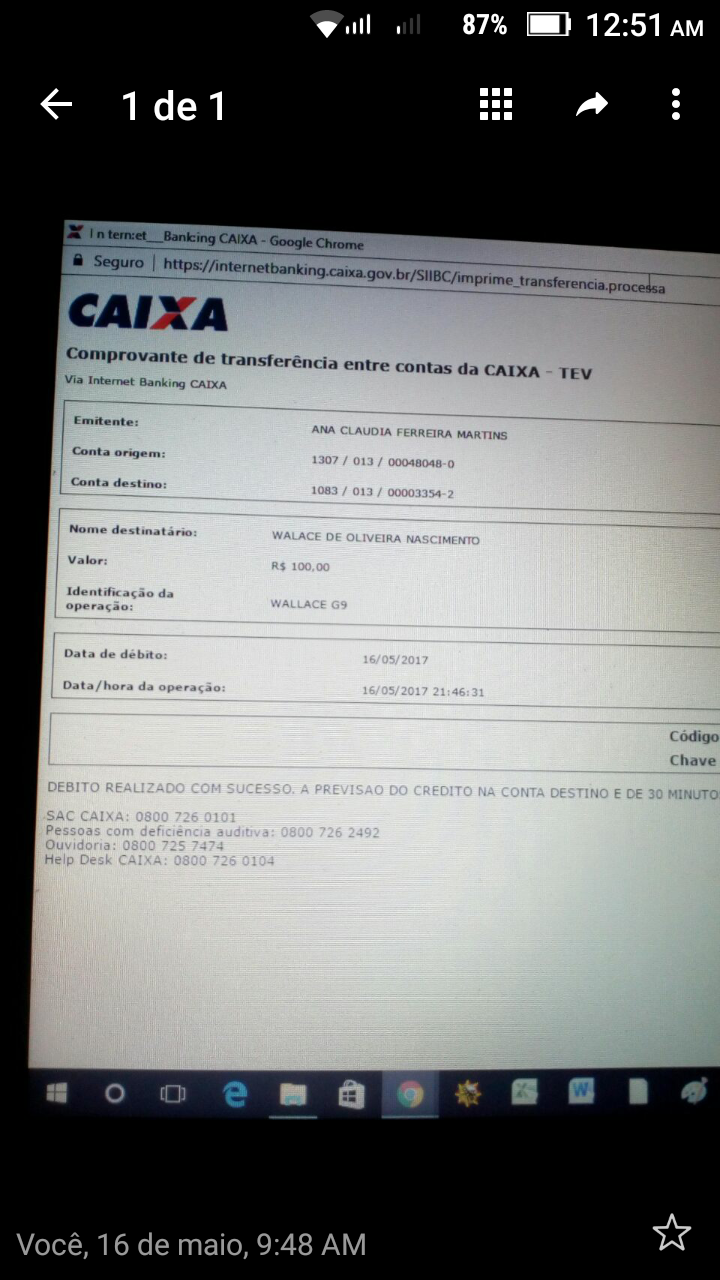 87% 12:51 AM
1 de 1
Internet__Banking CAIXA - Google Chrome
Seguro | https://internetbanking.caixa.gov.br/SIIBC/imprime_transferencia.processa
CAIXA
Comprovante de transferência entre contas da CAIXA - TEV
Via Internet Banking CAIXA
Emitente: ANA CLAUDIA FERREIRA MARTINS
Conta origem: 1307 / 013 / 00048048-0
Conta destino: 1083 / 013 / 00003354-2
Nome destinatário: WALACE DE OLIVEIRA NASCIMENTO
Valor: R$ 100,00
Identificação da
operação: WALLACE G9
Data de débito: 16/05/2017
Data/hora da operação: 16/05/2017 21:46:31
Código
Chave
DEBITO REALIZADO COM SUCESSO. A PREVISAO DO CREDITO NA CONTA DESTINO E DE 30 MINUTO
SAC CAIXA: 0800 726 0101
Pessoas com deficiência auditiva: 0800 726 2492
Ouvidoria: 0800 725 7474
Help Desk CAIXA: 0800 726 0104
Você, 16 de maio, 9:48 AM